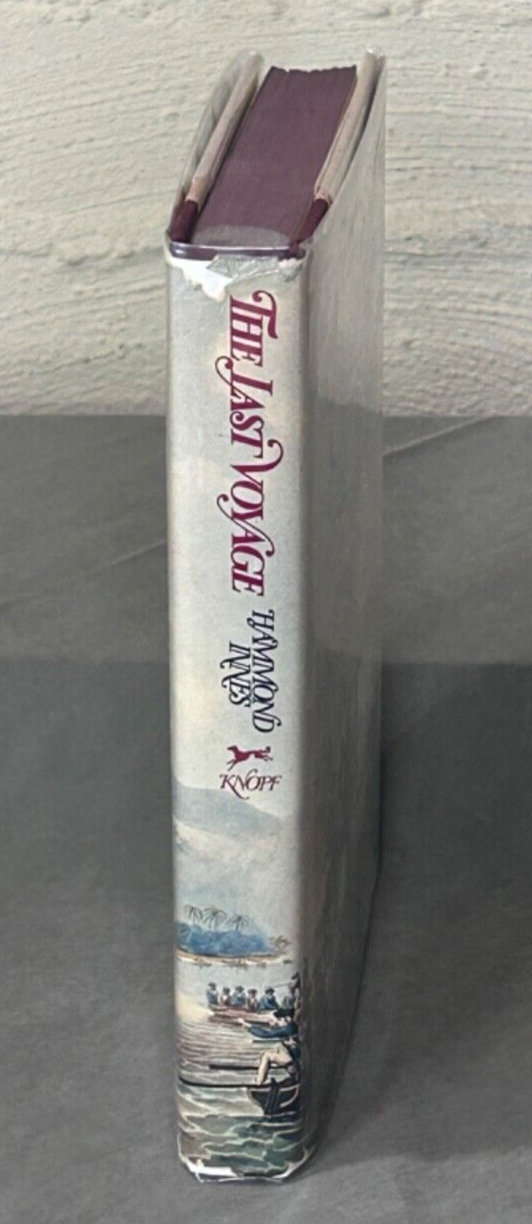 THE LAST VOYAGE
HAMMOND
INNES
KNOPF